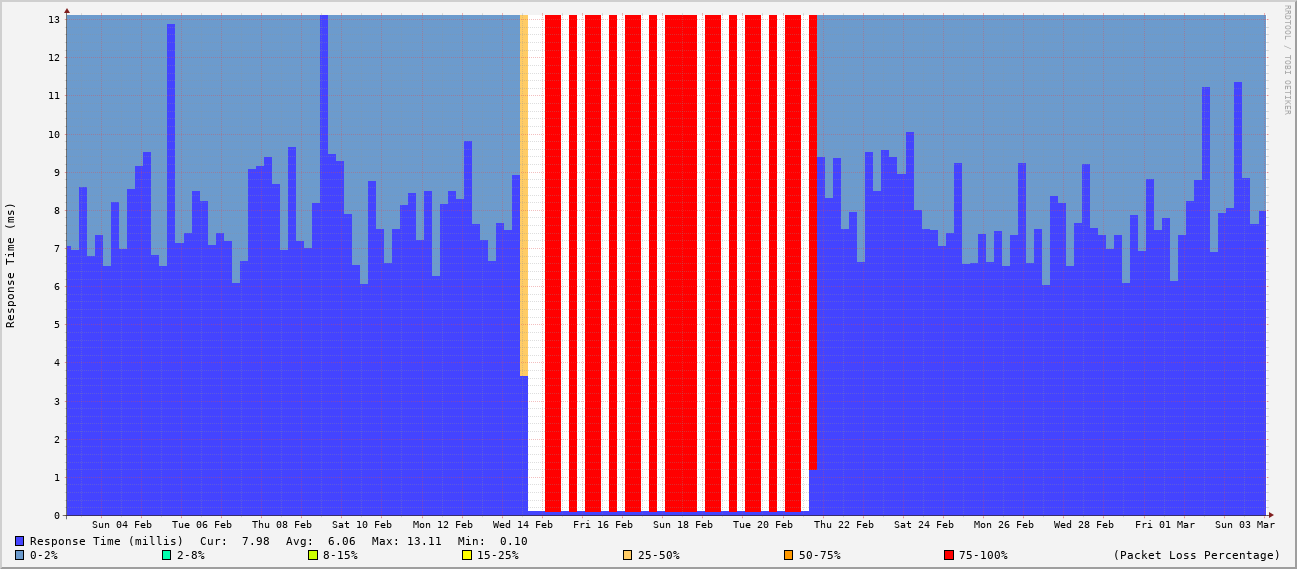 RRDTOOL / TOBI OETIKER
Response Time (ms)
13
12
11
10
9
8
7
6
5
4
3
2
1
0
Sun 04 Feb Tue 06 Feb Thu 08 Feb Sat 10 Feb Mon 12 Feb Wed 14 Feb Fri 16 Feb Sun 18 Feb Tue 20 Feb Thu 22 Feb Sat 24 Feb Mon 26 Feb Wed 28 Feb Fri 01 Mar Sun 03 Mar
Response Time (millis) Cur: 7.98 Avg: 6.06 Max: 13.11 Min: 0.10
0-2% 2-8% 8-15% 15-25% 25-50% 50-75% 75-100% (Packet Loss Percentage)